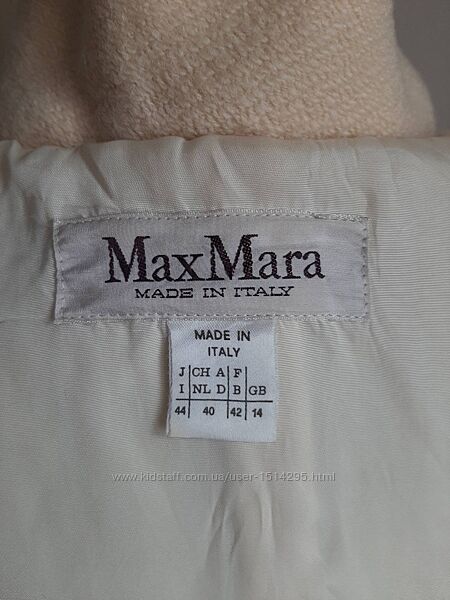 MaxMara
MADE IN ITALY
MADE IN
ITALY
J CH A F
I NL D B GB
44 40 42 14
www.kidstaff.com.ua/user-1514295.html